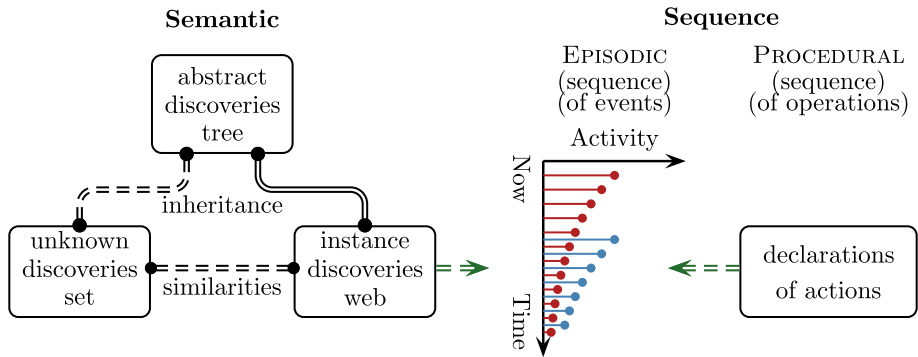 Semantic
abstract
discoveries
tree
inheritance
unknown
discoveries
set
similarities
instance
discoveries
web
Sequence
EPISODIC
(sequence)
(of events)
PROCEDURAL
(sequence)
(of operations)
Activity
Now
Time
declarations
of actions